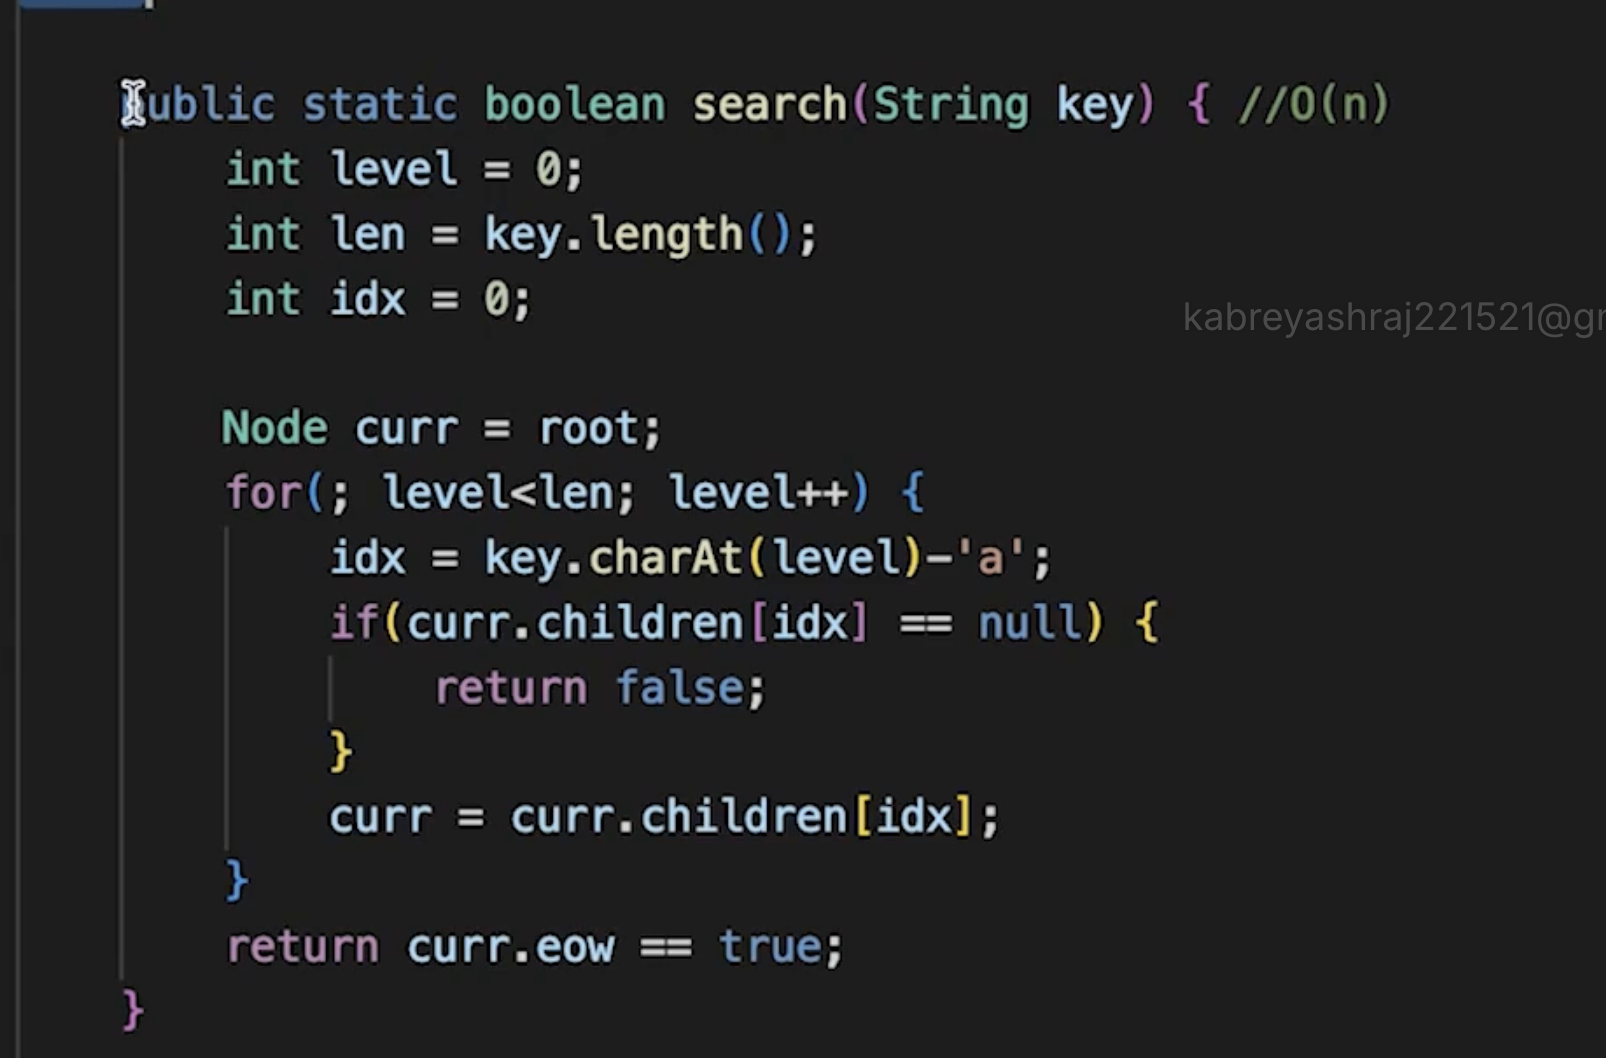 public static boolean search(String key) { //O(n)
int level = 0;
int len = key.length();
int idx = 0;
kabreyashraj221521@gr
Node curr = root;
for(; level<len; level++) {
idx = key.charAt(level)-'a';
if(curr.children[idx] == null) {
return false;
}
curr = curr.children[idx];
}
return curr.eow == true;
}